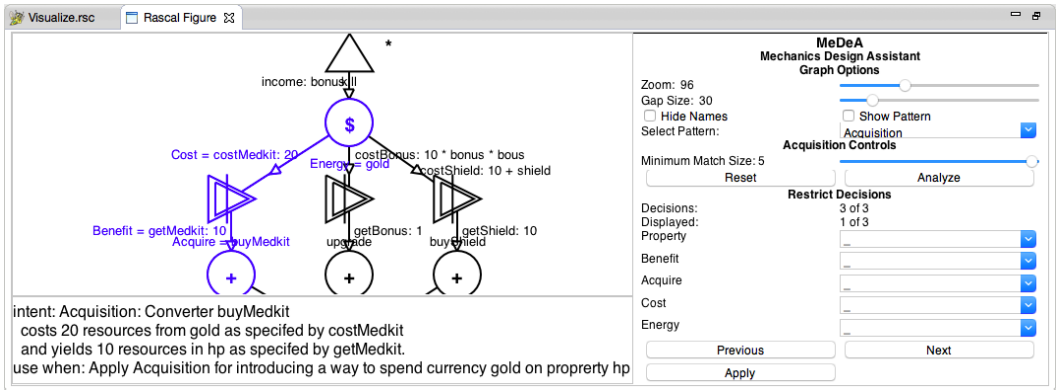 Visualize.rsc
Rascal Figure
*
income: bonuskill
$
Cost = costMedkit: 20
Energy = gold
costBonus: 10 * bonus * bous
costShield: 10 + shield
Benefit = getMedkit: 10
Acquire = buyMedkit
getBonus: 1
upgrade
getShield: 10
buyShield
+ + +
intent: Acquisition: Converter buyMedkit
costs 20 resources from gold as specifed by costMedkit
and yields 10 resources in hp as specifed by getMedkit.
use when: Apply Acquisition for introducing a way to spend currency gold on proprerty hp
MeDeA
Mechanics Design Assistant
Graph Options
Zoom: 96
Gap Size: 30
Hide Names Show Pattern
Select Pattern: Acquisition
Acquisition Controls
Minimum Match Size: 5
Reset Analyze
Restrict Decisions
Decisions: 3 of 3
Displayed: 1 of 3
Property _
Benefit _
Acquire _
Cost _
Energy _
Previous Next
Apply